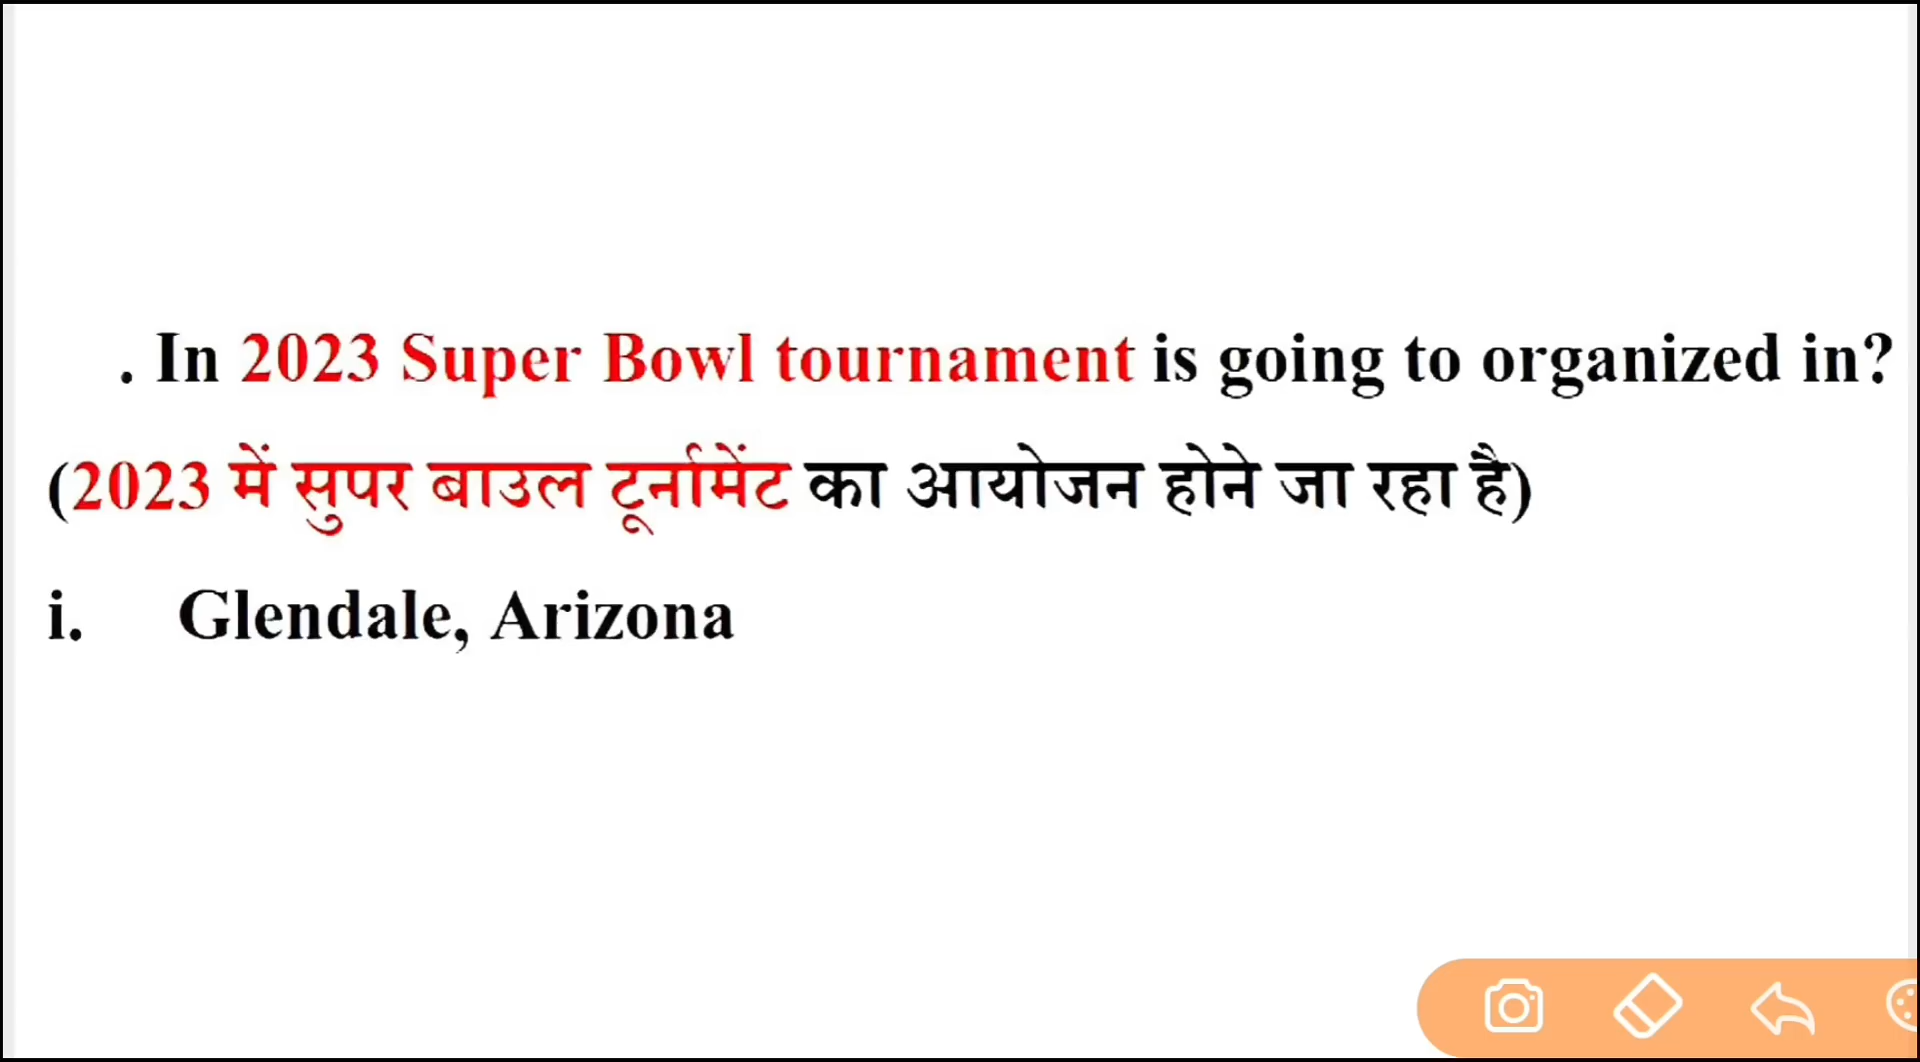 . In 2023 Super Bowl tournament is going to organized in?
(2023 में सुपर बाउल टूर्नामेंट का आयोजन होने जा रहा है)
i. Glendale, Arizona